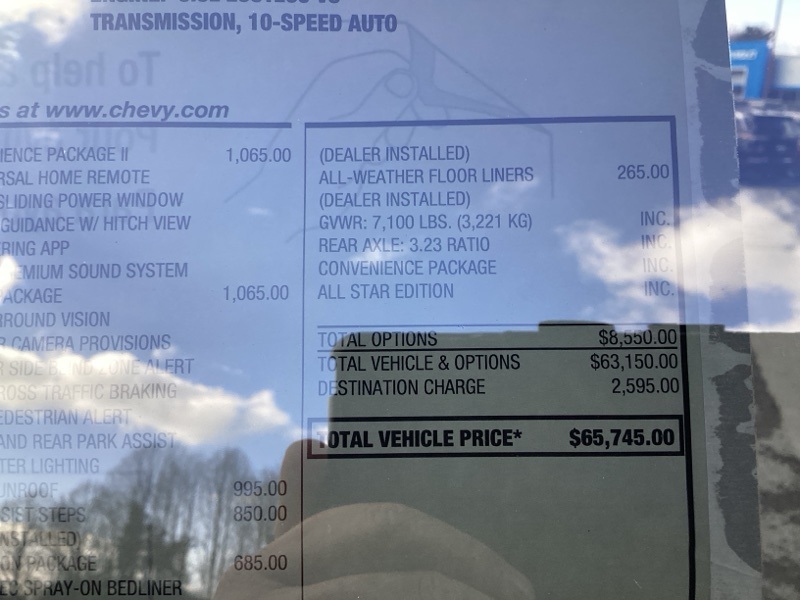 TRANSMISSION, 10-SPEED AUTO
s at www.chevy.com
IENCE PACKAGE II 1,065.00
RSAL HOME REMOTE
SLIDING POWER WINDOW
GUIDANCE W/ HITCH VIEW
RING APP
EMIUM SOUND SYSTEM
ACKAGE 1,065.00
RROUND VISION
R CAMERA PROVISIONS
R SIDE BLIND ZONE ALERT
ROSS TRAFFIC BRAKING
EDESTRIAN ALERT
AND REAR PARK ASSIST
TER LIGHTING
UNROOF 995.00
SSIST STEPS 850.00
NSTALLED)
ON PACKAGE 685.00
EC SPRAY-ON BEDLINER
(DEALER INSTALLED)
ALL-WEATHER FLOOR LINERS 265.00
(DEALER INSTALLED)
GVWR: 7,100 LBS. (3,221 KG) INC.
REAR AXLE: 3.23 RATIO INC.
CONVENIENCE PACKAGE INC.
ALL STAR EDITION INC.
TOTAL OPTIONS $8,550.00
TOTAL VEHICLE & OPTIONS $63,150.00
DESTINATION CHARGE 2,595.00
TOTAL VEHICLE PRICE* $65,745.00
To help a
Your